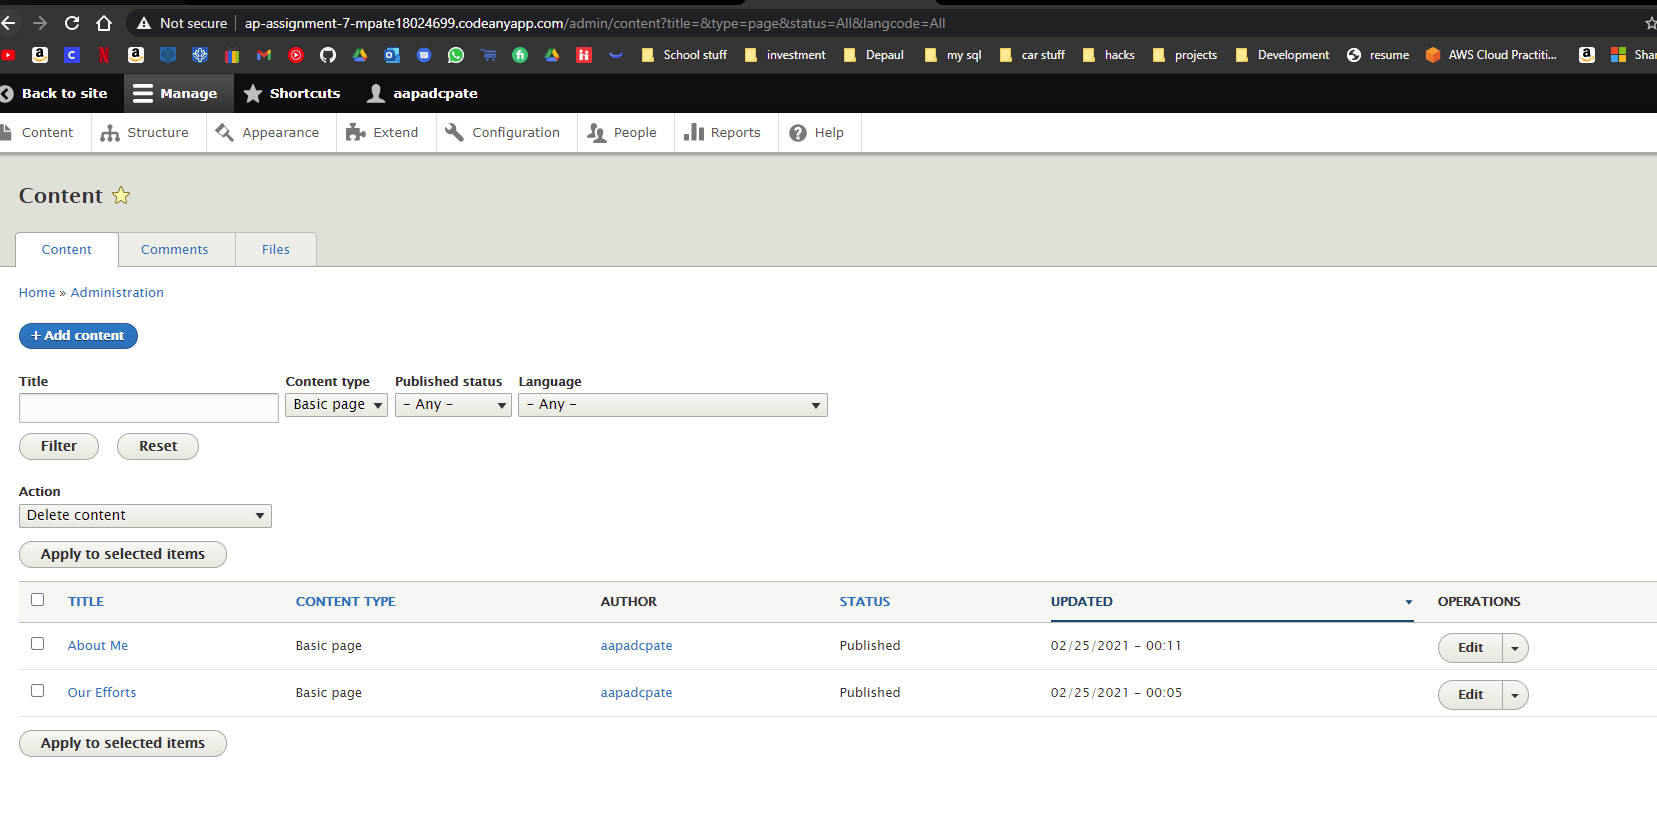 Not secure | ap-assignment-7-mpate18024699.codeanyapp.com/admin/content?title=&type=page&status=All&langcode=All
School stuff investment Depaul my sql car stuff hacks projects Development resume AWS Cloud Practiti... Shar
Back to site Manage Shortcuts aapadcpate
Content Structure Appearance Extend Configuration People Reports Help
Content
Content Comments Files
Home » Administration
+ Add content
Title Content type Published status Language
Basic page - Any - - Any -
Filter Reset
Action
Delete content
Apply to selected items
TITLE CONTENT TYPE AUTHOR STATUS UPDATED OPERATIONS
About Me Basic page aapadcpate Published 02/25/2021 - 00:11 Edit
Our Efforts Basic page aapadcpate Published 02/25/2021 - 00:05 Edit
Apply to selected items